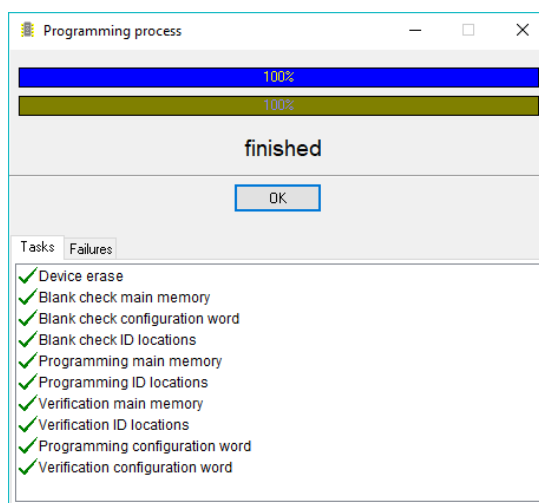 Programming process
100%
100%
finished
OK
Tasks Failures
Device erase
Blank check main memory
Blank check configuration word
Blank check ID locations
Programming main memory
Programming ID locations
Verification main memory
Verification ID locations
Programming configuration word
Verification configuration word